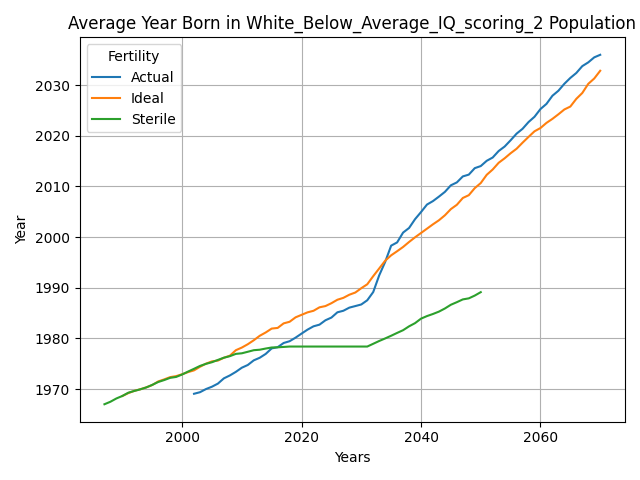 Average Year Born in White_Below_Average_IQ_scoring_2 Population
Fertility
Actual
Ideal
Sterile
2030
2020
2010
2000
1990
1980
1970
Year
2000
2020
2040
2060
Years